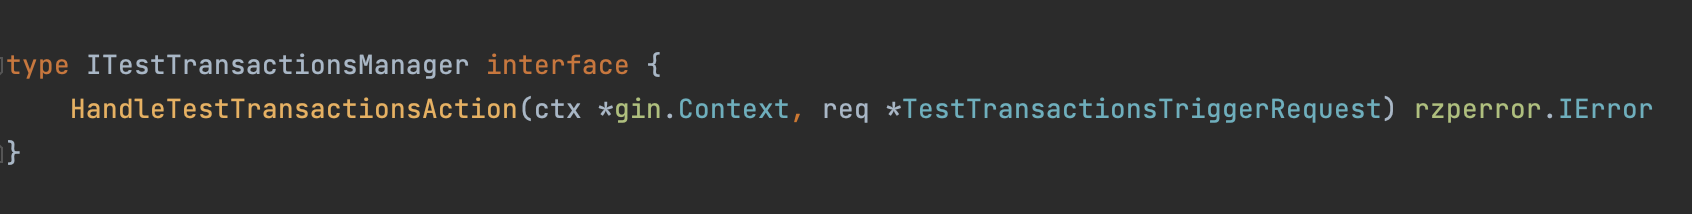 type ITestTransactionsManager interface {
    HandleTestTransactionsAction(ctx *gin.Context, req *TestTransactionsTriggerRequest) rzperror.IError
}